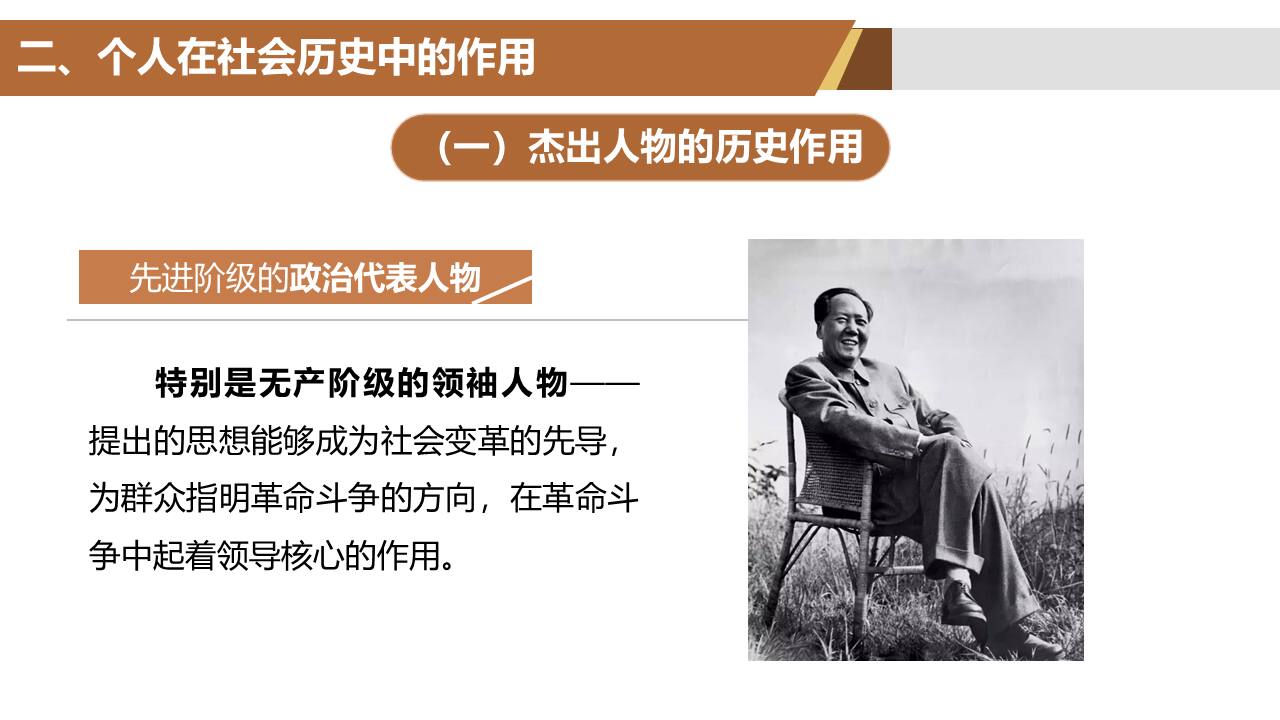 二、个人在社会历史中的作用
（一）杰出人物的历史作用
先进阶级的政治代表人物
特别是无产阶级的领袖人物——
提出的思想能够成为社会变革的先导，
为群众指明革命斗争的方向，在革命斗
争中起着领导核心的作用。